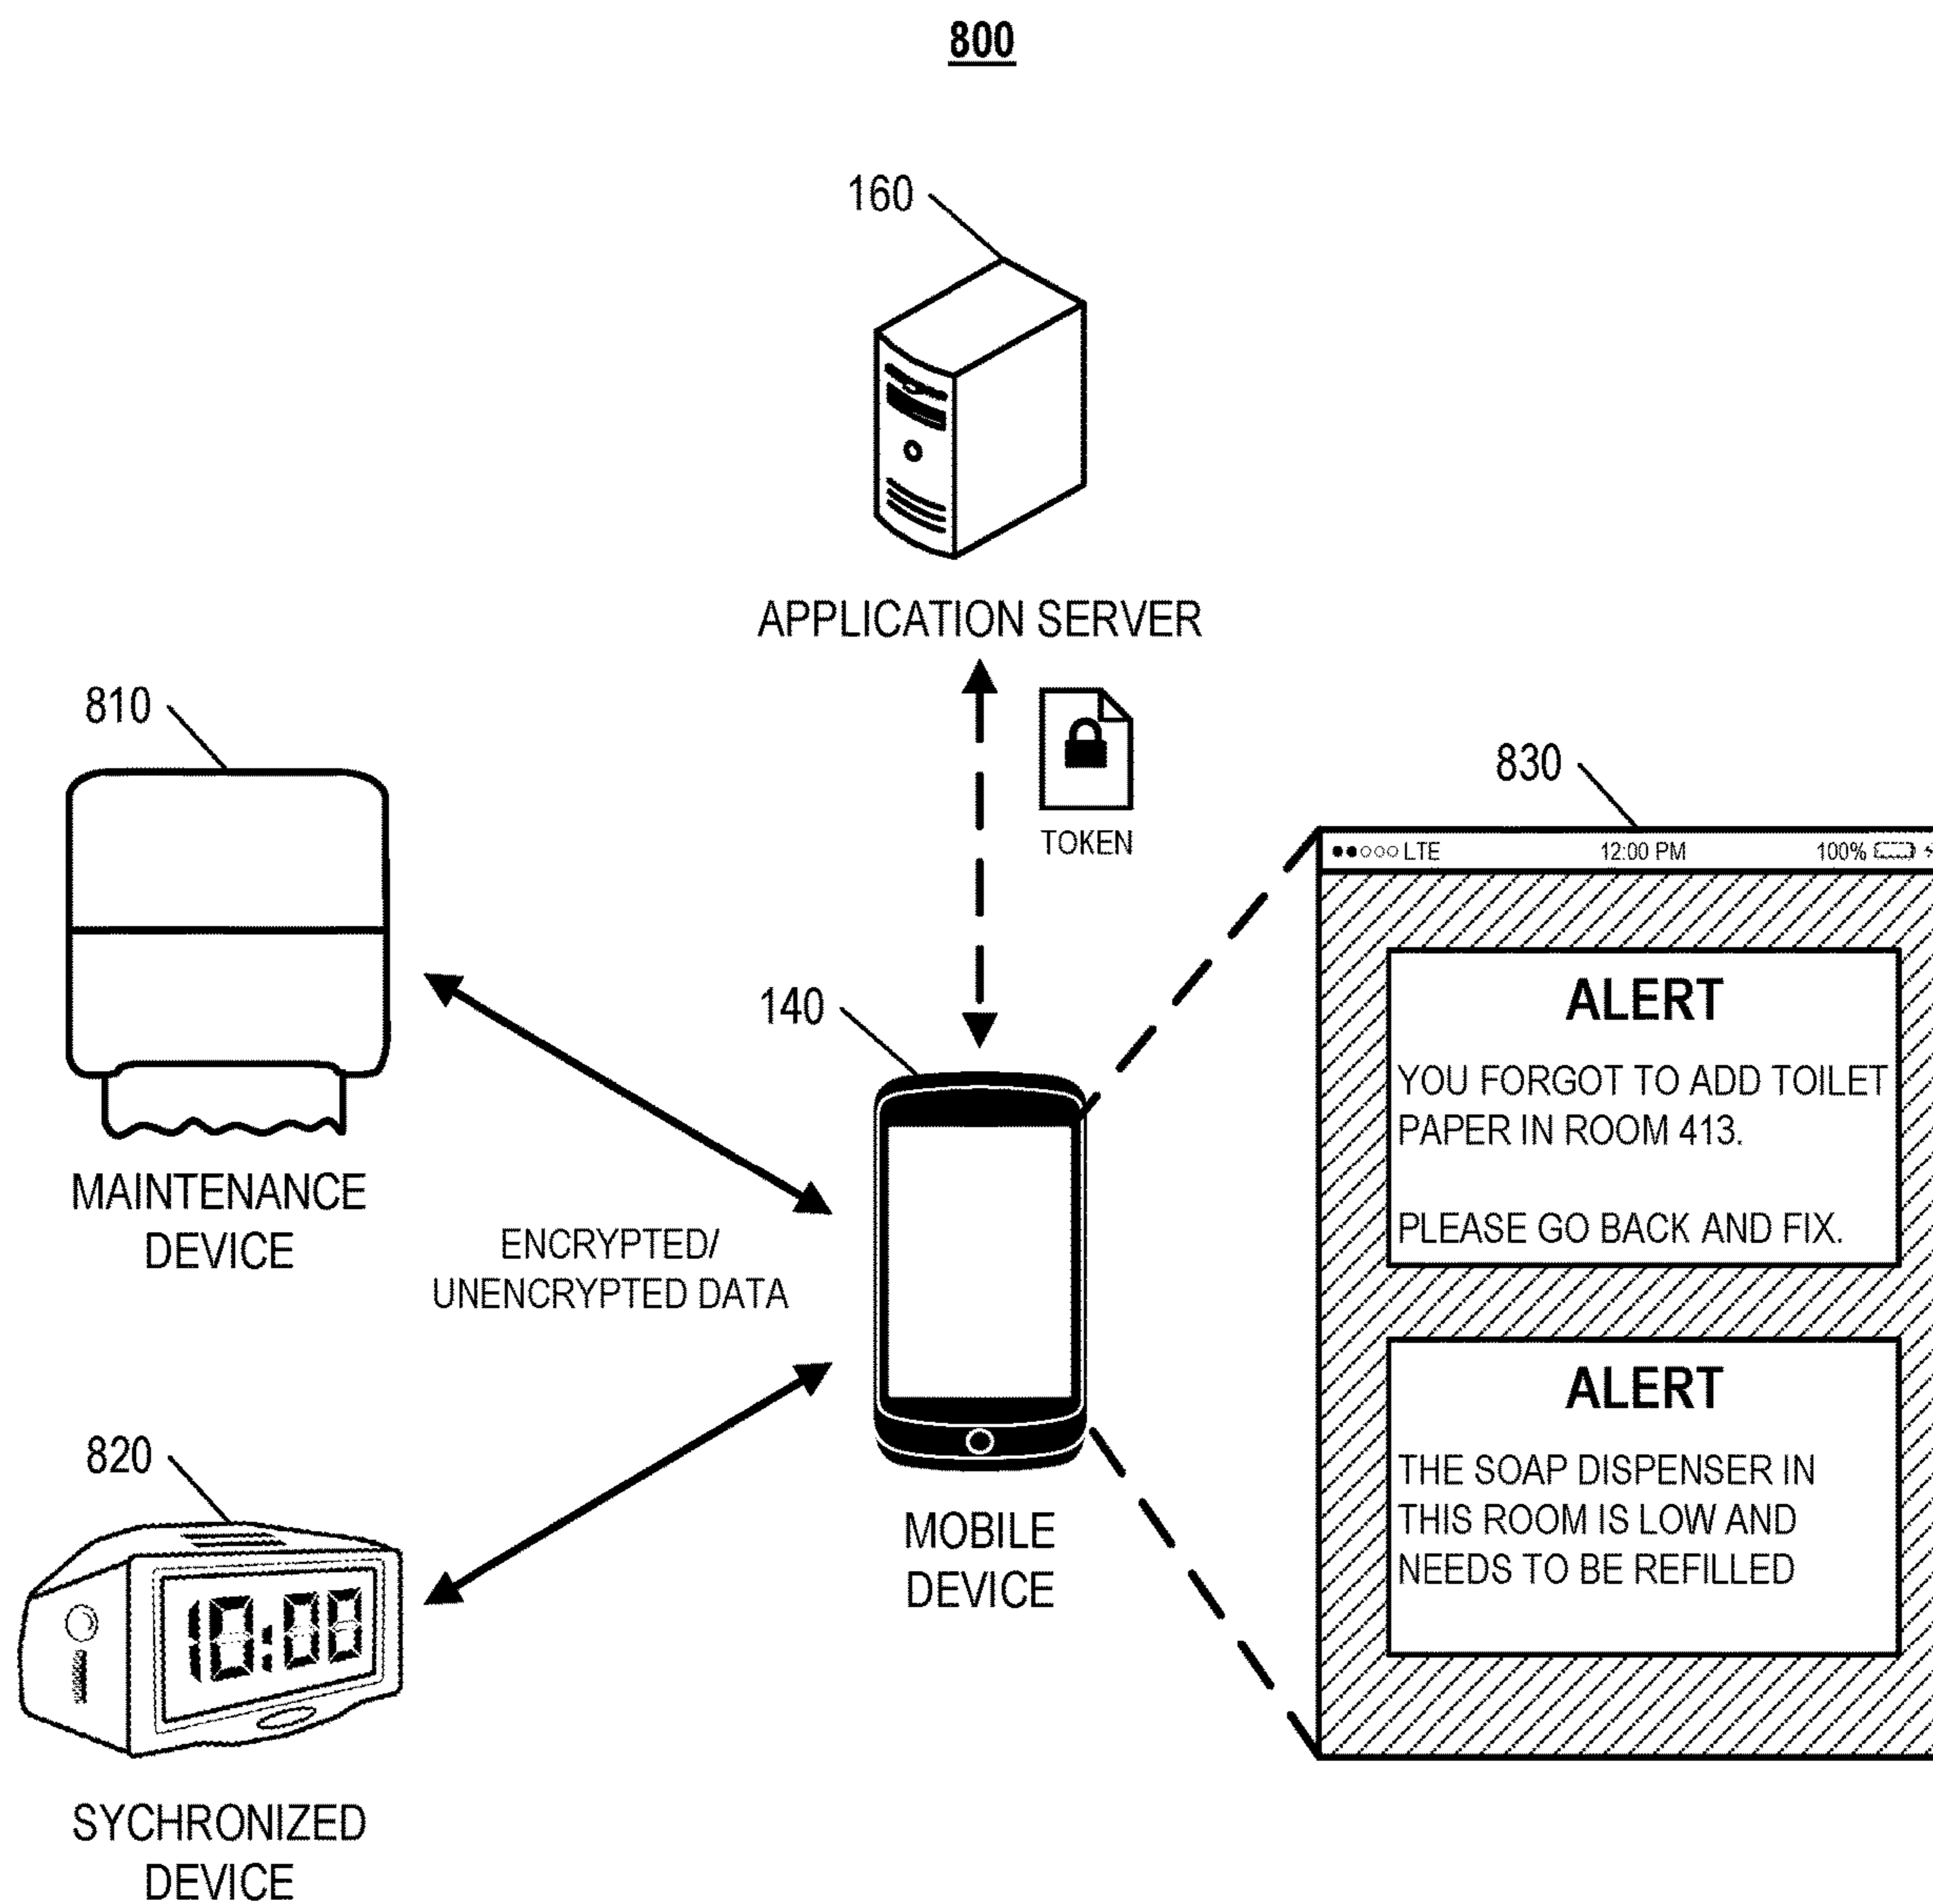 800
160
APPLICATION SERVER
TOKEN
810
MAINTENANCE
DEVICE
140
MOBILE
DEVICE
ENCRYPTED/
UNENCRYPTED DATA
820
10:00
SYCHRONIZED
DEVICE
830
LTE 12:00 PM 100%
ALERT
YOU FORGOT TO ADD TOILET
PAPER IN ROOM 413.
PLEASE GO BACK AND FIX.
ALERT
THE SOAP DISPENSER IN
THIS ROOM IS LOW AND
NEEDS TO BE REFILLED